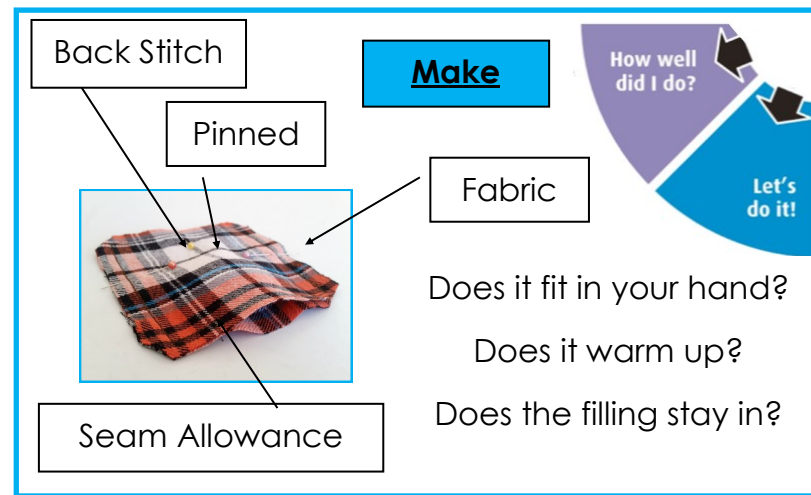 Back Stitch
Make
How well
did I do?
Pinned
Fabric
Let's
do it!
Does it fit in your hand?
Does it warm up?
Does the filling stay in?
Seam Allowance